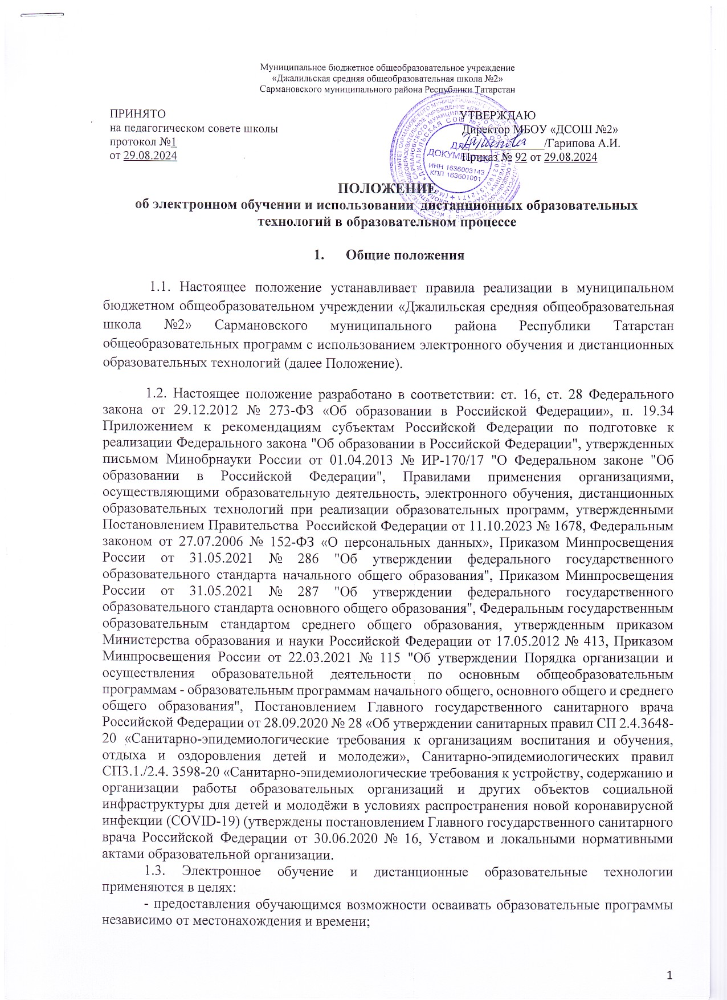 Муниципальное бюджетное общеобразовательное учреждение
«Джалильская средняя общеобразовательная школа №2»
Сармановского муниципального района Республики Татарстан
ПРИНЯТО
на педагогическом совете школы
протокол №1
от 29.08.2024
УТВЕРЖДАЮ
Директор МБОУ «ДСОШ №2»
/Гарипова А.И.
Приказ № 92 от 29.08.2024
ДЖАЛИЛЬСКАЯ СОШ №2
ДЛЯ
ДОКУМЕНТОВ
ИНН 1636003143
КПП 163601001
ПОЛОЖЕНИЕ
об электронном обучении и использовании дистанционных образовательных
технологий в образовательном процессе
1. Общие положения
1.1. Настоящее положение устанавливает правила реализации в муниципальном
бюджетном общеобразовательном учреждении «Джалильская средняя общеобразовательная
школа №2» Сармановского муниципального района Республики Татарстан
общеобразовательных программ с использованием электронного обучения и дистанционных
образовательных технологий (далее Положение).
1.2. Настоящее положение разработано в соответствии: ст. 16, ст. 28 Федерального
закона от 29.12.2012 № 273-ФЗ «Об образовании в Российской Федерации», п. 19.34
Приложением к рекомендациям субъектам Российской Федерации по подготовке к
реализации Федерального закона "Об образовании в Российской Федерации", утвержденных
письмом Минобрнауки России от 01.04.2013 № ИР-170/17 "О Федеральном законе "Об
образовании в Российской Федерации", Правилами применения организациями,
осуществляющими образовательную деятельность, электронного обучения, дистанционных
образовательных технологий при реализации образовательных программ, утвержденными
Постановлением Правительства Российской Федерации от 11.10.2023 № 1678, Федеральным
законом от 27.07.2006 № 152-ФЗ «О персональных данных», Приказом Минпросвещения
России от 31.05.2021 № 286 "Об утверждении федерального государственного
образовательного стандарта начального общего образования", Приказом Минпросвещения
России от 31.05.2021 № 287 "Об утверждении федерального государственного
образовательного стандарта основного общего образования", Федеральным государственным
образовательным стандартом среднего общего образования, утвержденным приказом
Министерства образования и науки Российской Федерации от 17.05.2012 № 413, Приказом
Минпросвещения России от 22.03.2021 № 115 "Об утверждении Порядка организации и
осуществления образовательной деятельности по основным общеобразовательным
программам - образовательным программам начального общего, основного общего и среднего
общего образования", Постановлением Главного государственного санитарного врача
Российской Федерации от 28.09.2020 № 28 «Об утверждении санитарных правил СП 2.4.3648-
20 «Санитарно-эпидемиологические требования к организациям воспитания и обучения,
отдыха и оздоровления детей и молодежи», Санитарно-эпидемиологических правил
СП3.1./2.4. 3598-20 «Санитарно-эпидемиологические требования к устройству, содержанию и
организации работы образовательных организаций и других объектов социальной
инфраструктуры для детей и молодёжи в условиях распространения новой коронавирусной
инфекции (COVID-19) (утверждены постановлением Главного государственного санитарного
врача Российской Федерации от 30.06.2020 № 16, Уставом и локальными нормативными
актами образовательной организации.
1.3. Электронное обучение и дистанционные образовательные технологии
применяются в целях:
- предоставления обучающимся возможности осваивать образовательные программы
независимо от местонахождения и времени;
1